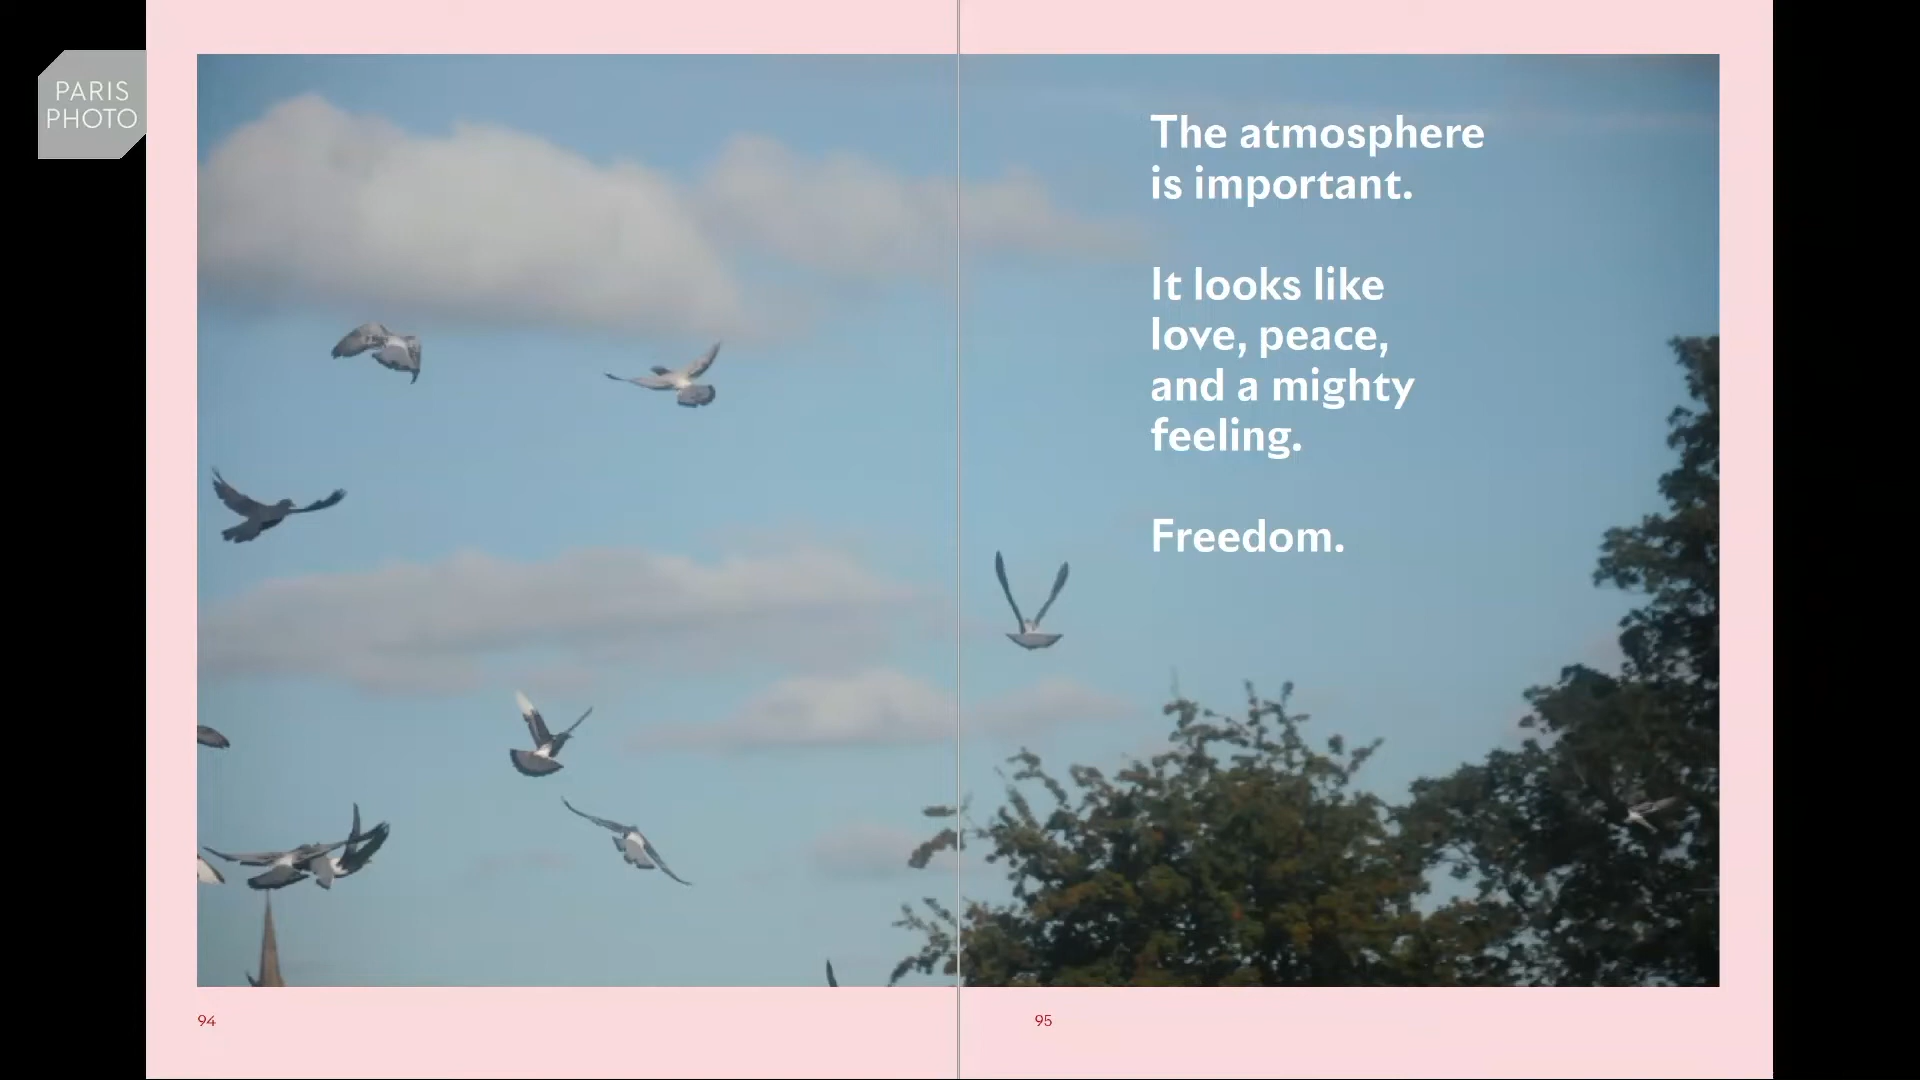 PARIS
PHOTO
The atmosphere
is important.
It looks like
love, peace,
and a mighty
feeling.
Freedom.
94
95